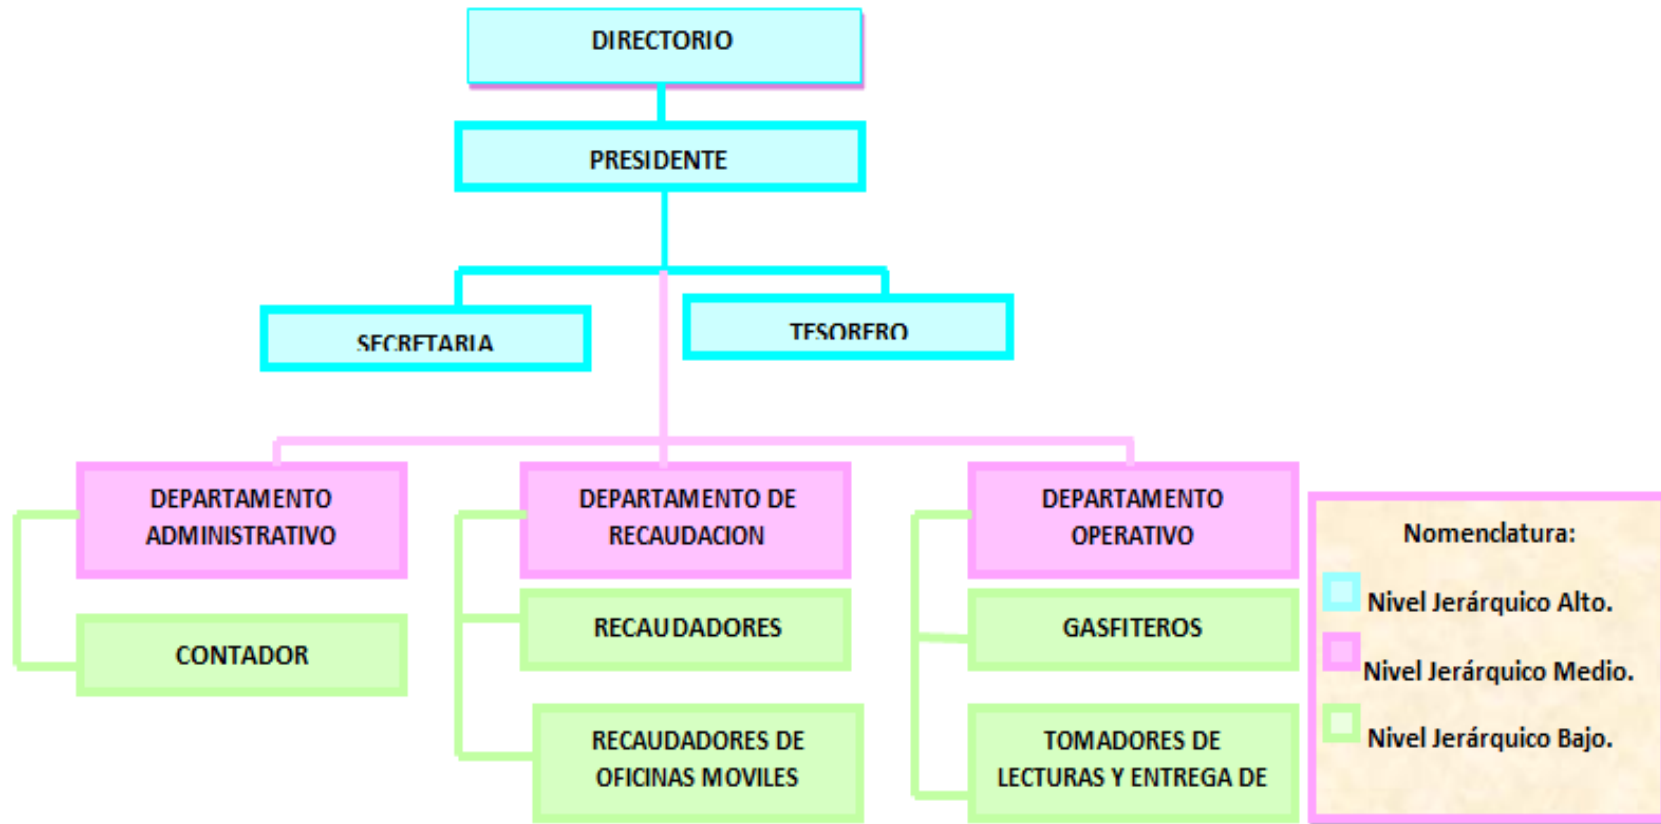 DIRECTORIO
PRESIDENTE
SECRETARIA
TESORERO
DEPARTAMENTO
ADMINISTRATIVO
CONTADOR
DEPARTAMENTO DE
RECAUDACION
RECAUDADORES
RECAUDADORES DE
OFICINAS MOVILES
DEPARTAMENTO
OPERATIVO
GASFITEROS
TOMADORES DE
LECTURAS Y ENTREGA DE
Nomenclatura:
Nivel Jerárquico Alto.
Nivel Jerárquico Medio.
Nivel Jerárquico Bajo.